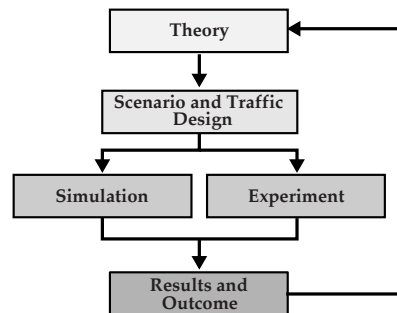 Theory
Scenario and Traffic
Design
Simulation
Experiment
Results and
Outcome